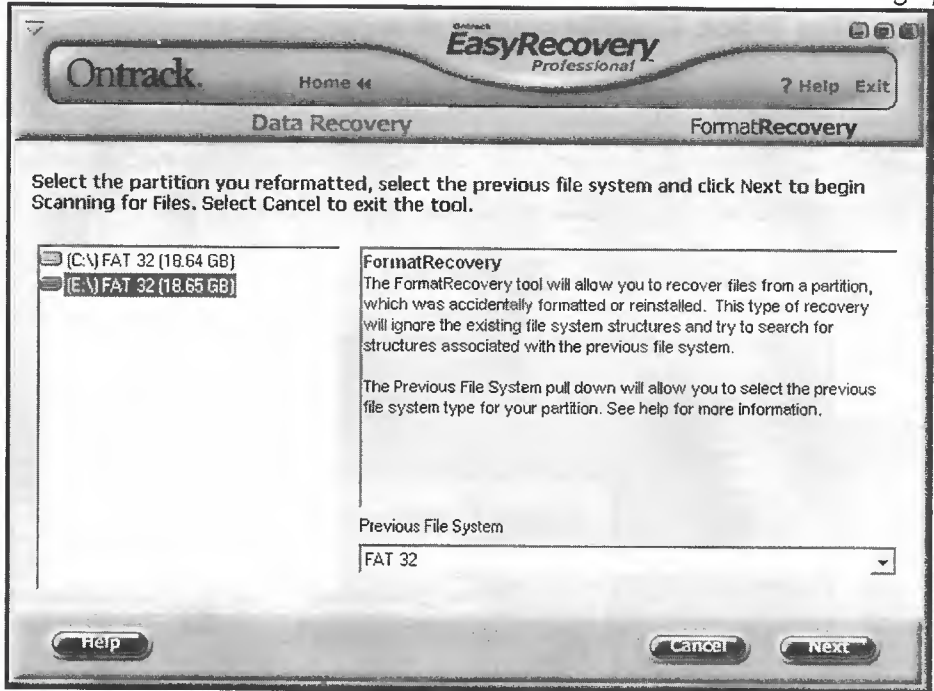 Ontrack
EasyRecovery
Professional
Ontrack.
Home
? Help Exit
Data Recovery
FormatRecovery
Select the partition you reformatted, select the previous file system and click Next to begin
Scanning for Files. Select Cancel to exit the tool.
(C:\) FAT 32 (18.64 GB)
(E:\) FAT 32 (18.65 GB)
FormatRecovery
The FormatRecovery tool will allow you to recover files from a partition,
which was accidentally formatted or reinstalled. This type of recovery
will ignore the existing file system structures and try to search for
structures associated with the previous file system.
The Previous File System pull down will allow you to select the previous
file system type for your partition. See help for more information.
Previous File System
FAT 32
Help
Cancel
Next